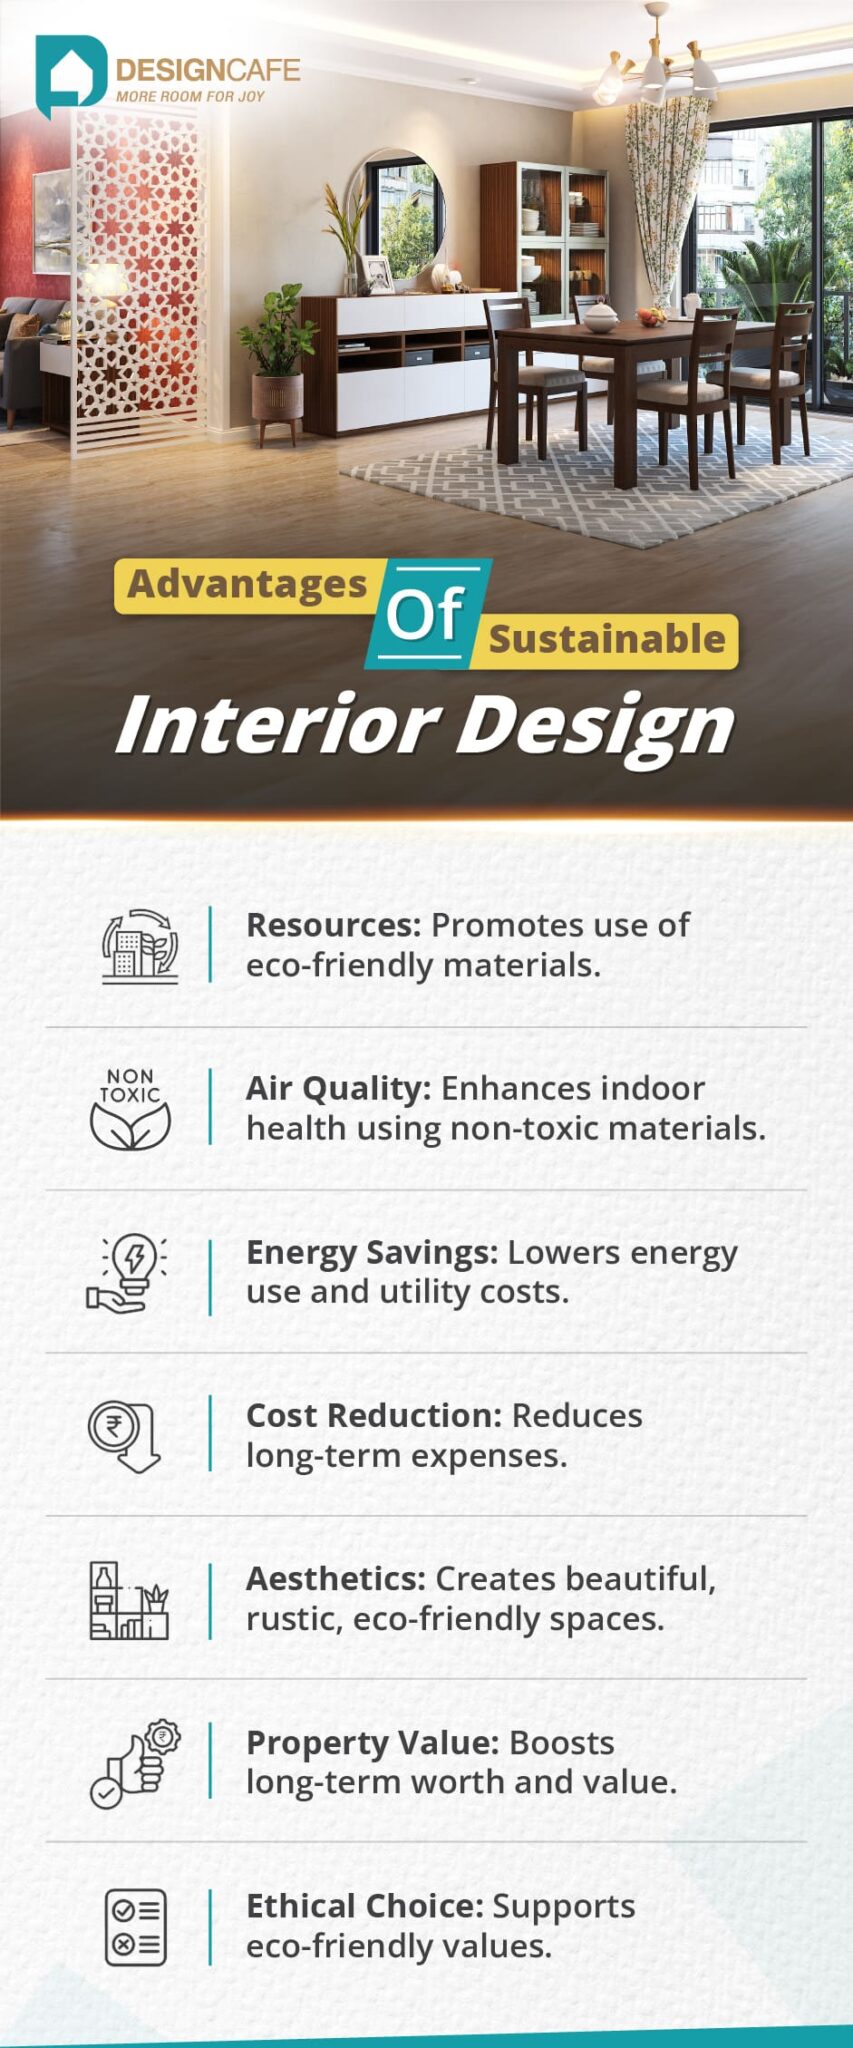 DESIGNCAFE
MORE ROOM FOR JOY
Advantages
Of
Sustainable
Interior Design
Resources: Promotes use of
eco-friendly materials.
NON
TOXIC
Air Quality: Enhances indoor
health using non-toxic materials.
Energy Savings: Lowers energy
use and utility costs.
₹
Cost Reduction: Reduces
long-term expenses.
Aesthetics: Creates beautiful,
rustic, eco-friendly spaces.
₹
Property Value: Boosts
long-term worth and value.
Ethical Choice: Supports
eco-friendly values.